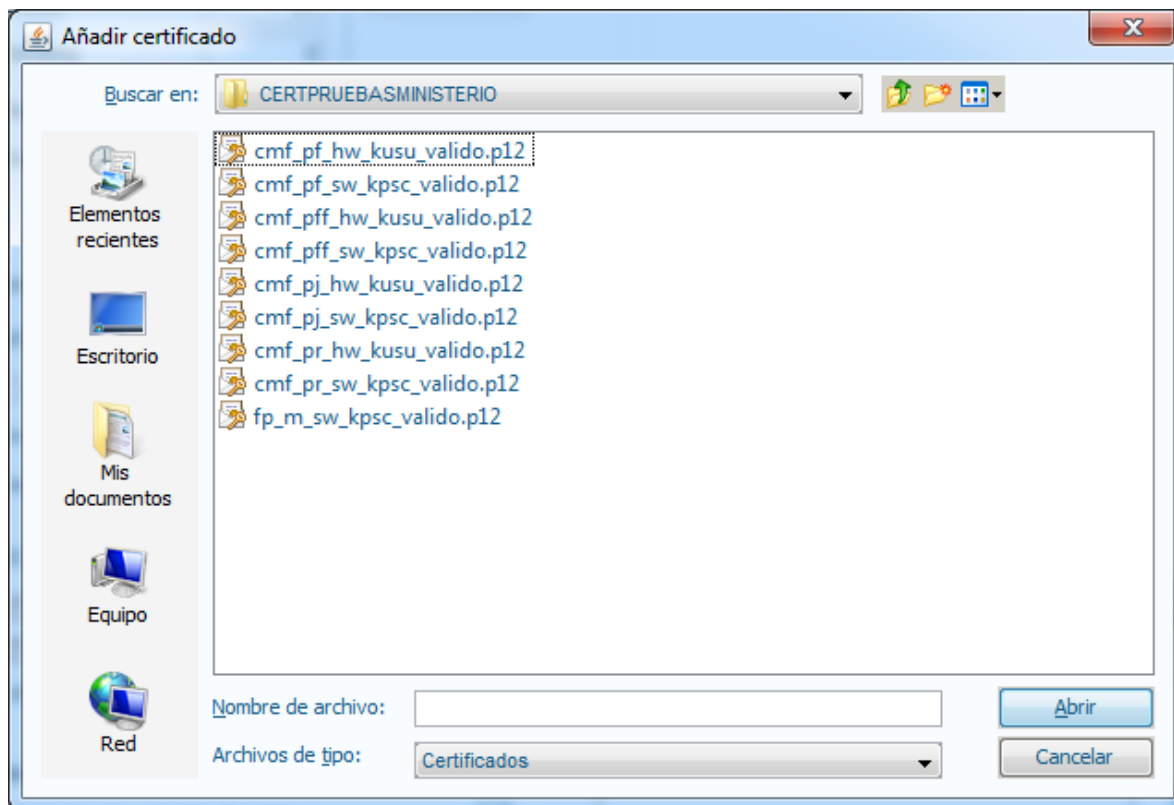 Añadir certificado
X
Buscar en:
CERTPRUEBASMINISTERIO
Elementos
recientes
Escritorio
Mis
documentos
Equipo
Red
cmf_pf_hw_kusu_valido.p12
cmf_pf_sw_kpsc_valido.p12
cmf_pff_hw_kusu_valido.p12
cmf_pff_sw_kpsc_valido.p12
cmf_pj_hw_kusu_valido.p12
cmf_pj_sw_kpsc_valido.p12
cmf_pr_hw_kusu_valido.p12
cmf_pr_sw_kpsc_valido.p12
fp_m_sw_kpsc_valido.p12
Nombre de archivo:
Abrir
Archivos de tipo:
Certificados
Cancelar